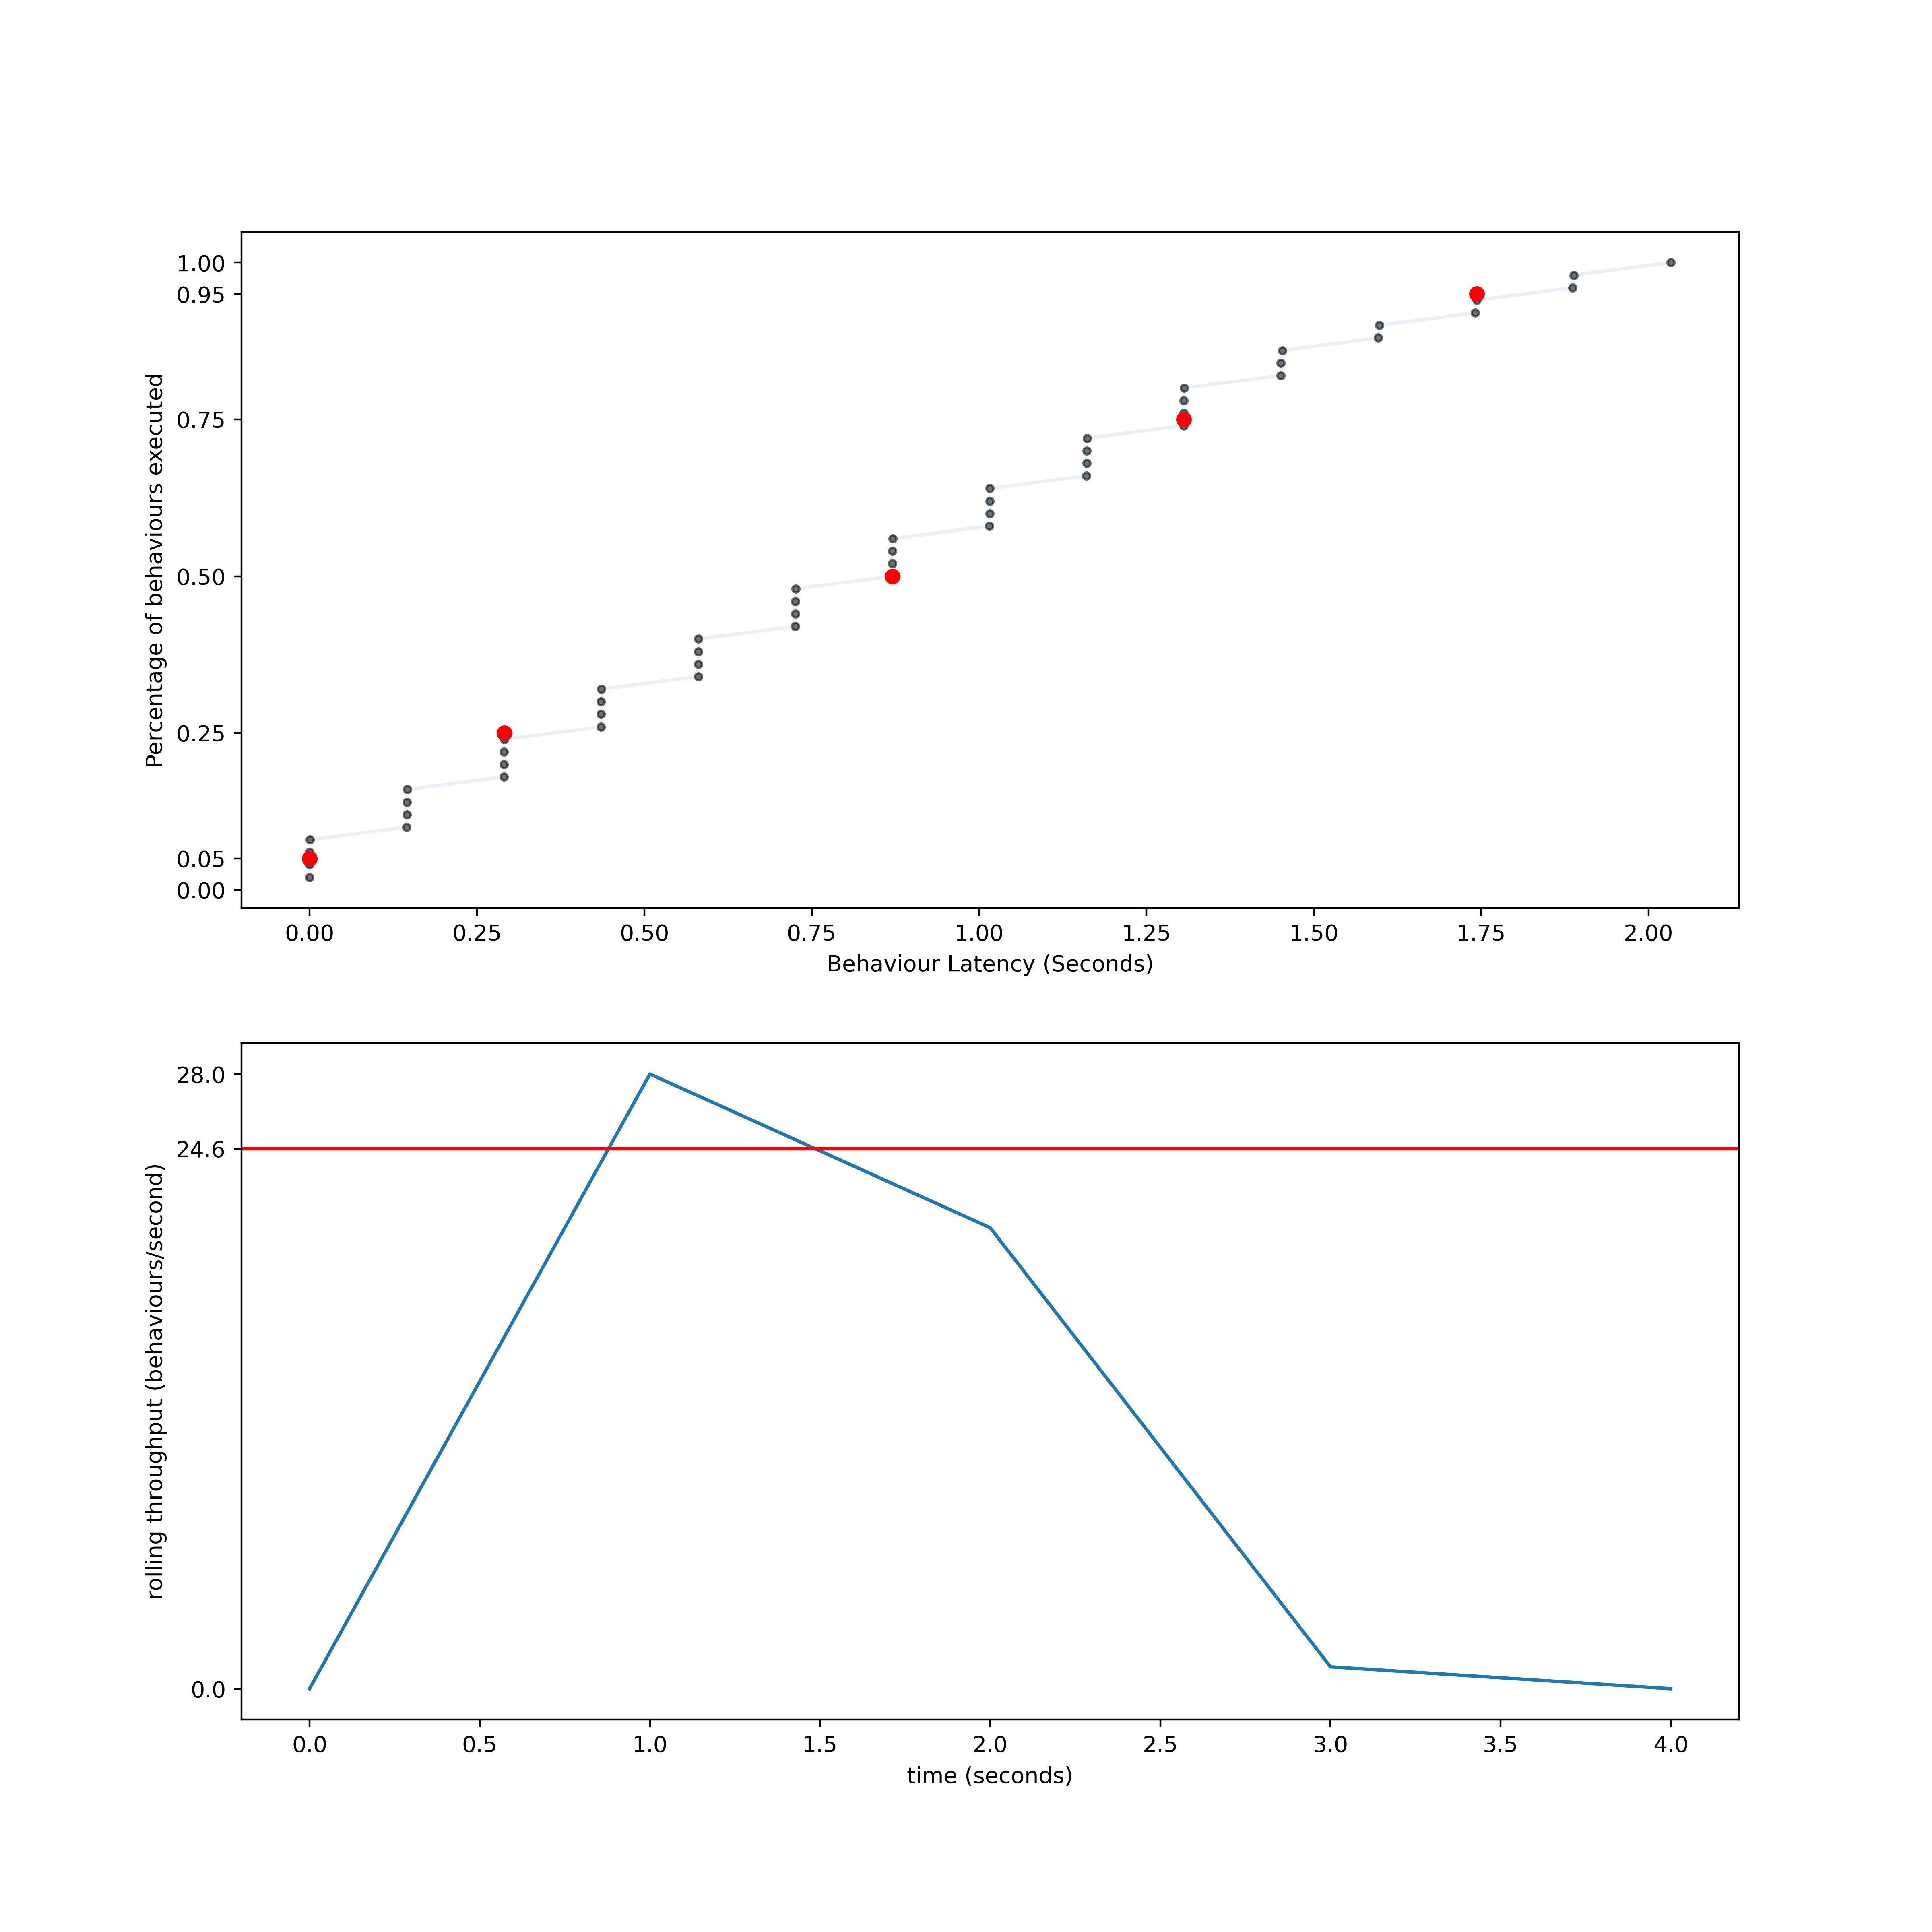 1.00
0.95
0.75
0.50
0.25
0.05
0.00
Percentage of behaviours executed
0.00 0.25 0.50 0.75 1.00 1.25 1.50 1.75 2.00
Behaviour Latency (Seconds)
28.0
24.6
0.0
rolling throughput (behaviours/second)
0.0 0.5 1.0 1.5 2.0 2.5 3.0 3.5 4.0
time (seconds)